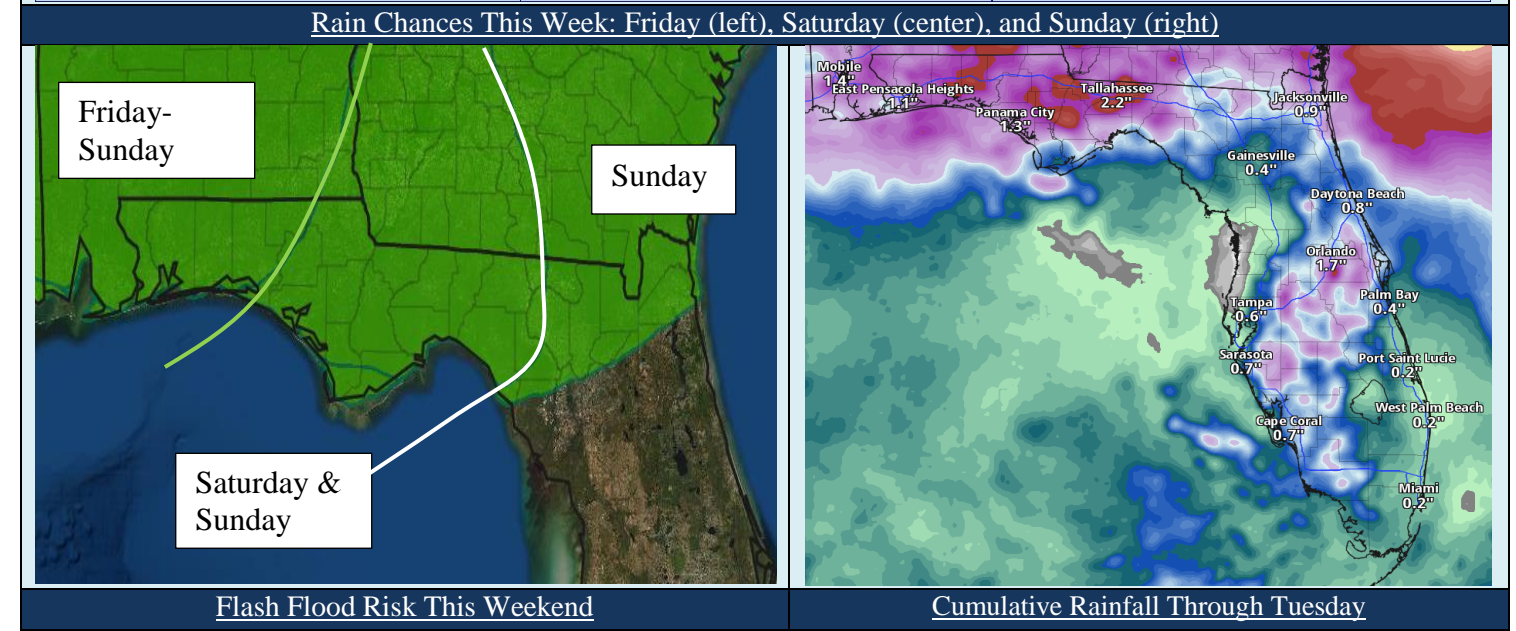 Rain Chances This Week: Friday (left), Saturday (center), and Sunday (right)
Friday-
Sunday
Sunday
Saturday &
Sunday
Mobile
1.4"
East Pensacola Heights
1.1"
Tallahassee
2.2"
Panama City
1.3"
Jacksonville
0.9"
Gainesville
0.4"
Daytona Beach
0.8"
Orlando
1.7"
Palm Bay
0.4"
Tampa
0.6"
Sarasota
0.7"
Port Saint Lucie
0.2"
West Palm Beach
0.2"
Cape Coral
0.7"
Miami
0.2"
Flash Flood Risk This Weekend
Cumulative Rainfall Through Tuesday